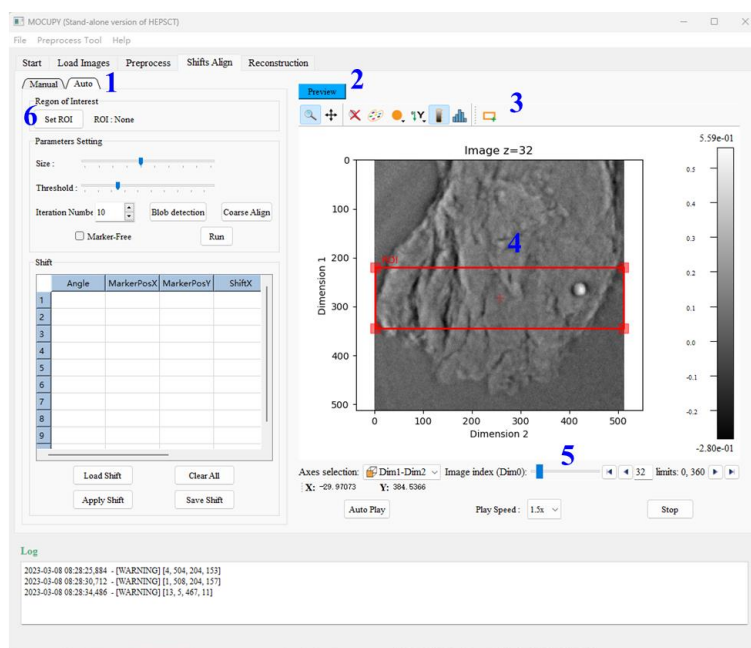 MOCUPY (Stand-alone version of HEPSCT)
File Preprocess Tool Help
Start Load Images Preprocess Shifts Align Reconstruction
Manual Auto 1
Regon of Interest
6 Set ROI ROI : None
Parameters Setting
Size :
Threshold :
Iteration Numbe 10 Blob detection Coarse Align
Marker-Free Run
Shift
Angle MarkerPosX MarkerPosY ShiftX
1
2
3
4
5
6
7
8
9
Load Shift Clear All
Apply Shift Save Shift
Preview 2
3
Image z=32
5.59e-01
0
100
200
300
400
500
Dimension 1
ROI
4
0 100 200 300 400 500
Dimension 2
0.5
0.4
0.3
0.2
0.1
0.0
-0.1
-0.2
-2.80e-01
5
Axes selection: Dim1-Dim2 Image index (Dim0): 32 limits: 0, 360
X: -29.97073 Y: 384.5366
Auto Play Play Speed : 1.5x Stop
Log
2023-03-08 08:28:25,884 - [WARNING] [4, 504, 204, 153]
2023-03-08 08:28:30,712 - [WARNING] [1, 508, 204, 157]
2023-03-08 08:28:34,486 - [WARNING] [13, 5, 467, 11]